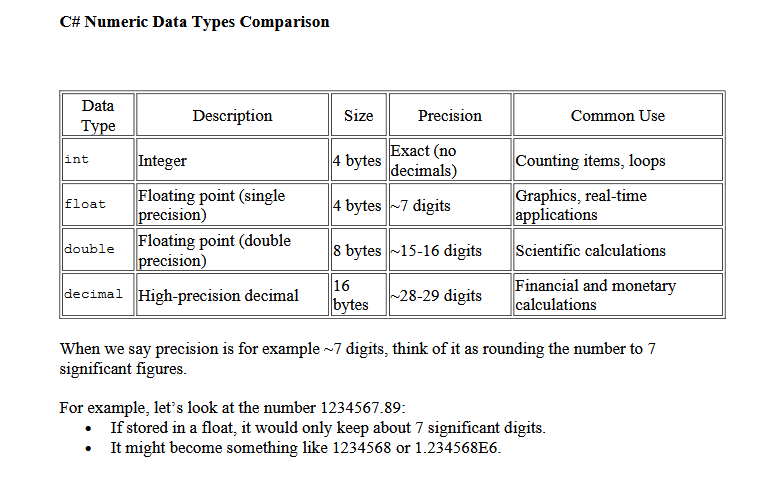 C# Numeric Data Types Comparison
Data
Type
Description
Size
Precision
Common Use
int
Integer
4 bytes
Exact (no
decimals)
Counting items, loops
float
Floating point (single
precision)
4 bytes
~7 digits
Graphics, real-time
applications
double
Floating point (double
precision)
8 bytes
~15-16 digits
Scientific calculations
decimal
High-precision decimal
16
bytes
~28-29 digits
Financial and monetary
calculations
When we say precision is for example ~7 digits, think of it as rounding the number to 7
significant figures.
For example, let’s look at the number 1234567.89:
• If stored in a float, it would only keep about 7 significant digits.
• It might become something like 1234568 or 1.234568E6.